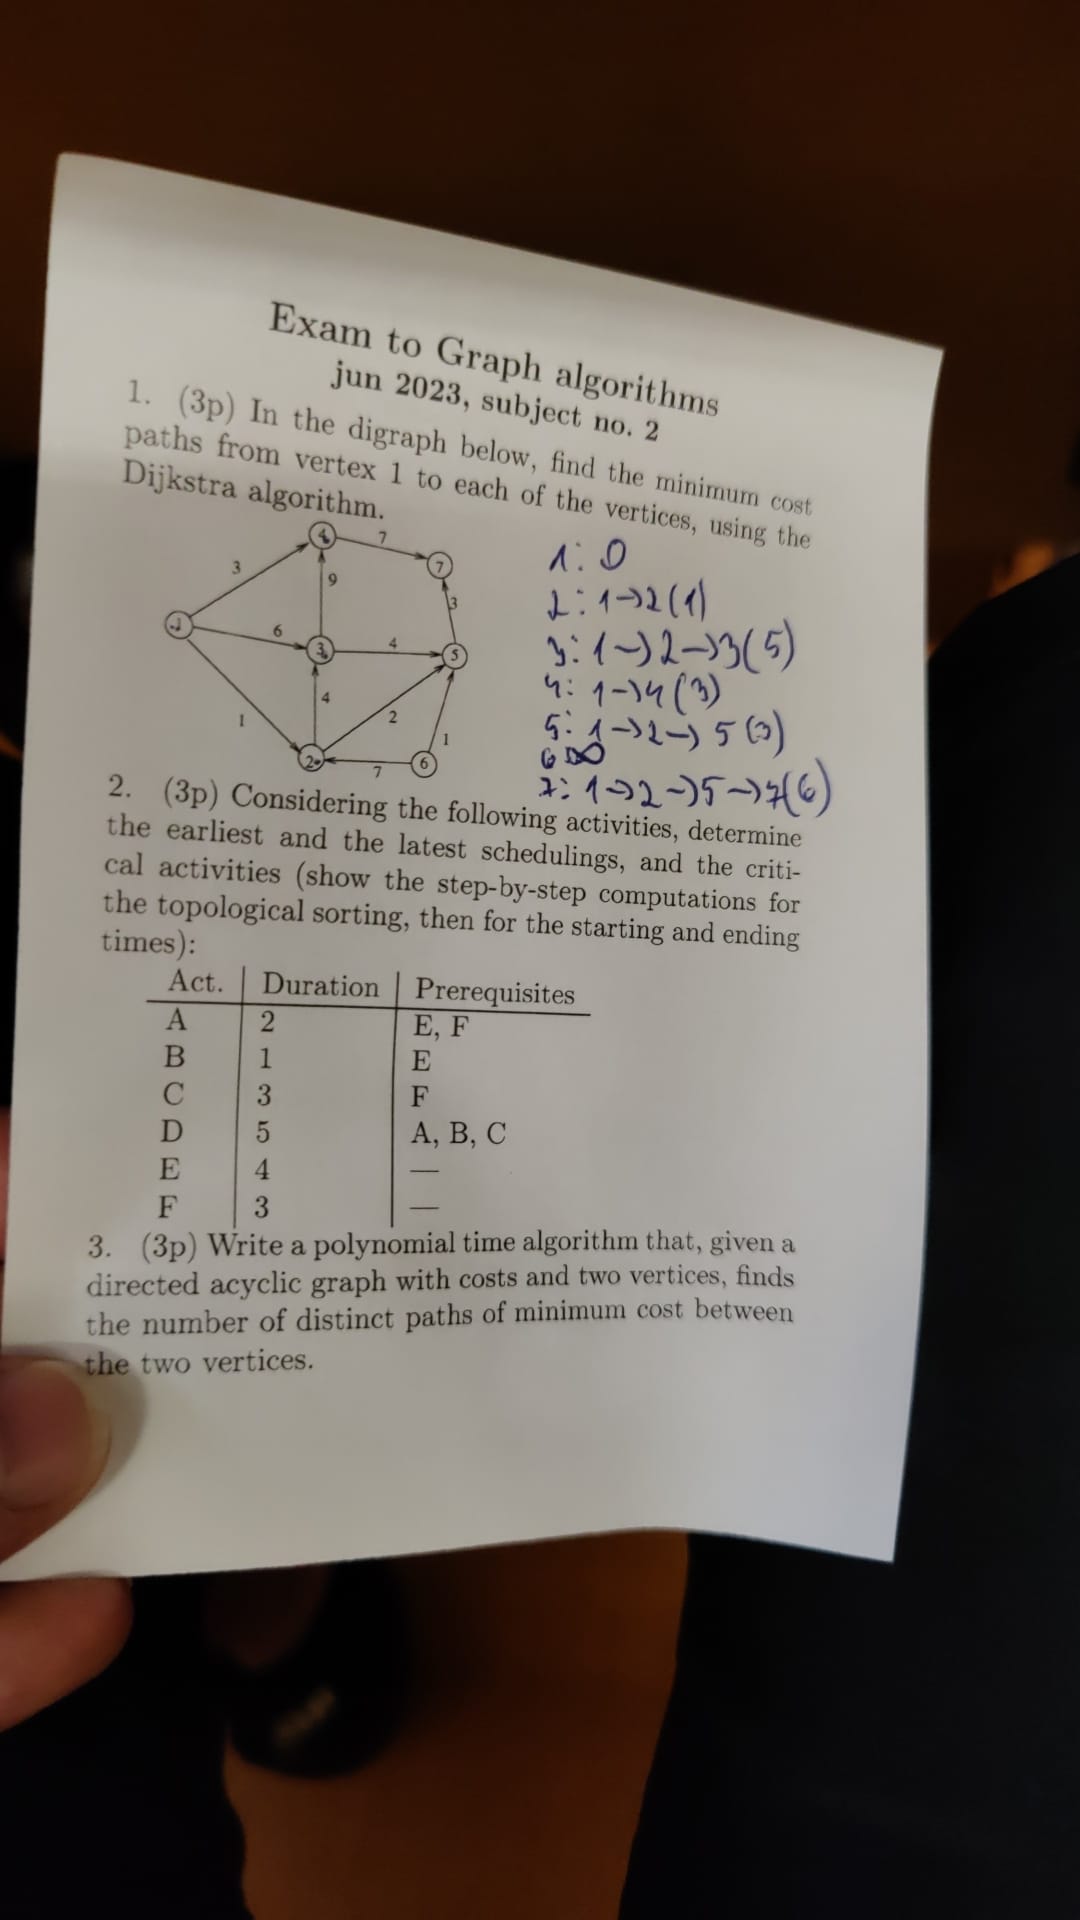 Exam to Graph algorithms
jun 2023, subject no. 2
1. (3p) In the digraph below, find the minimum cost
paths from vertex 1 to each of the vertices, using the
Dijkstra algorithm.
4
7
7
3
9
3
1
6
3
4
5
4
2
1
1
2
7
6
1: 0
2: 1→2(1)
3: 1→2→3(5)
4: 1→4(3)
5: 1→2→5(3)
6 ∞
7: 1→2→5→7(6)
2. (3p) Considering the following activities, determine
the earliest and the latest schedulings, and the criti-
cal activities (show the step-by-step computations for
the topological sorting, then for the starting and ending
times):
Act. Duration Prerequisites
A 2 E, F
B 1 E
C 3 F
D 5 A, B, C
E 4 —
F 3 —
3. (3p) Write a polynomial time algorithm that, given a
directed acyclic graph with costs and two vertices, finds
the number of distinct paths of minimum cost between
the two vertices.